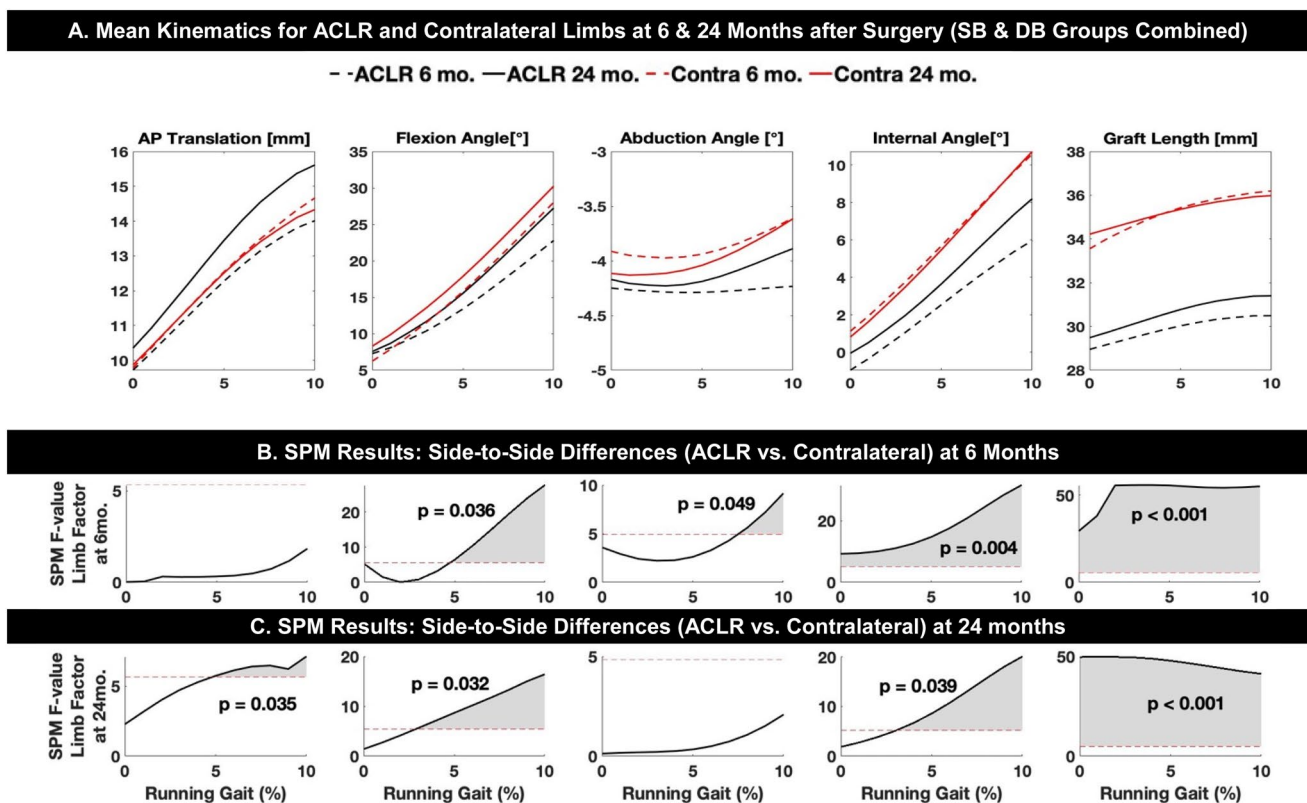 A. Mean Kinematics for ACLR and Contralateral Limbs at 6 & 24 Months after Surgery (SB & DB Groups Combined)
ACLR 6 mo. ACLR 24 mo. Contra 6 mo. Contra 24 mo.
AP Translation [mm] Flexion Angle[°] Abduction Angle [°] Internal Angle[°] Graft Length [mm]
16 35 -3 10 38
15 30 8 36
14 25 -3.5 6 34
13 20 -4 4 32
12 15 2 30
11 10 -4.5 0
10 5 -5 28
0 5 10 0 5 10 0 5 10 0 5 10 0 5 10
B. SPM Results: Side-to-Side Differences (ACLR vs. Contralateral) at 6 Months
SPM F-value
Limb Factor
at 6mo.
5 20 10 20 50
p = 0.036 p = 0.049 p = 0.004 p < 0.001
10 5
0 0 0 0 0
0 5 10 0 5 10 0 5 10 0 5 10 0 5 10
C. SPM Results: Side-to-Side Differences (ACLR vs. Contralateral) at 24 months
SPM F-value
Limb Factor
at 24mo.
5 20 5 20 50
p = 0.035 p = 0.032 p = 0.039 p < 0.001
10 10
0 0 0 0 0
0 5 10 0 5 10 0 5 10 0 5 10 0 5 10
Running Gait (%) Running Gait (%) Running Gait (%) Running Gait (%) Running Gait (%)